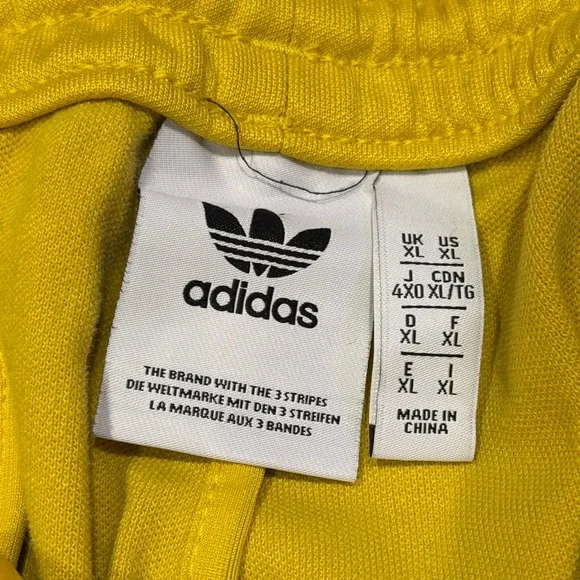 adidas
THE BRAND WITH THE 3 STRIPES
DIE WELTMARKE MIT DEN 3 STREIFEN
LA MARQUE AUX 3 BANDES
UK US
XL XL
J CDN
4XO XL/TG
D F
XL XL
E I
XL XL
MADE IN
CHINA